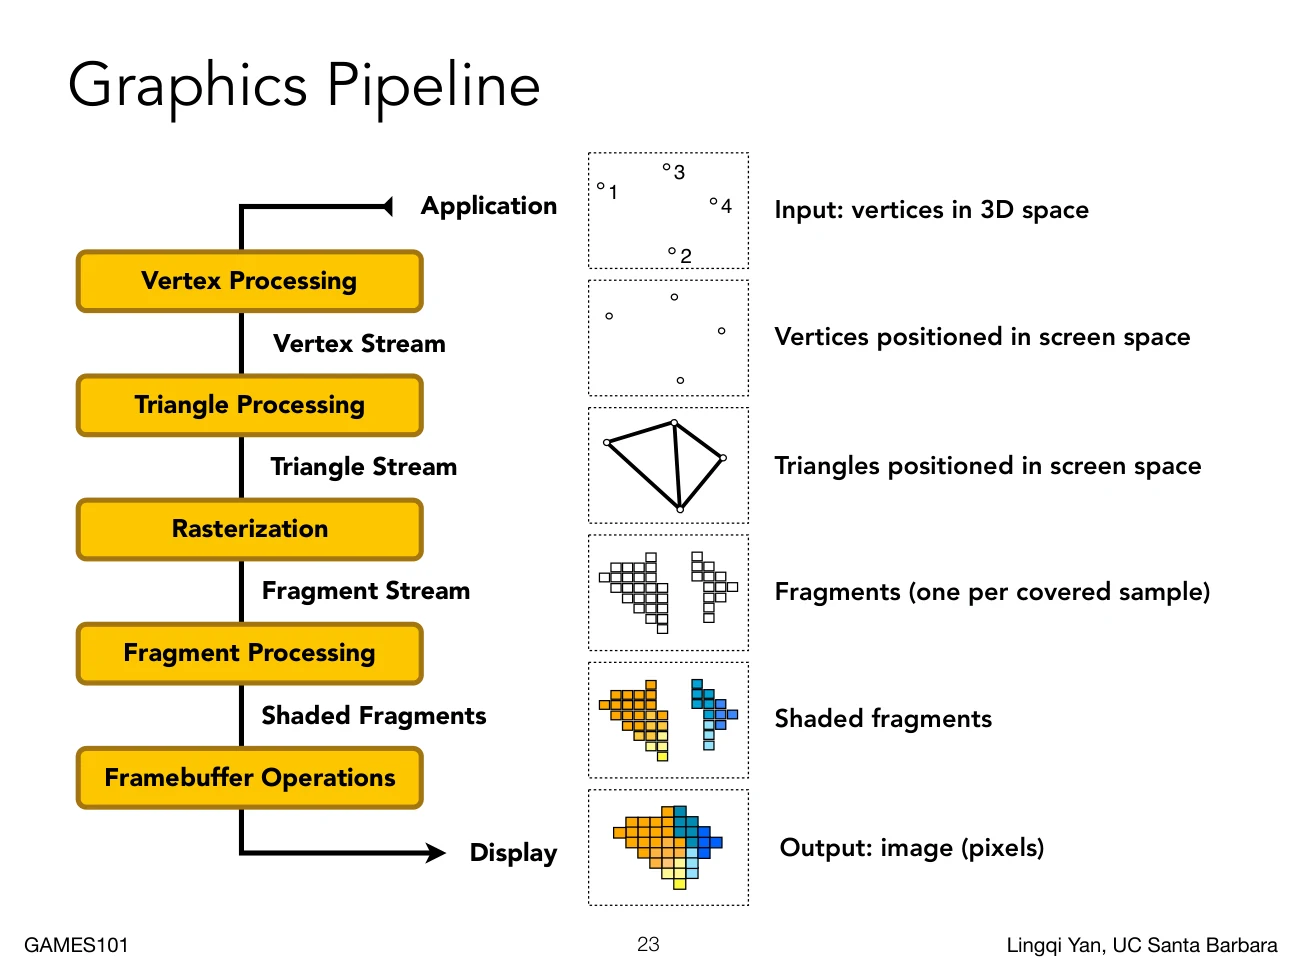 Graphics Pipeline
Application
Vertex Processing
Vertex Stream
Triangle Processing
Triangle Stream
Rasterization
Fragment Stream
Fragment Processing
Shaded Fragments
Framebuffer Operations
Display
3
1
4
2
Input: vertices in 3D space
Vertices positioned in screen space
Triangles positioned in screen space
Fragments (one per covered sample)
Shaded fragments
Output: image (pixels)
GAMES101
23
Lingqi Yan, UC Santa Barbara